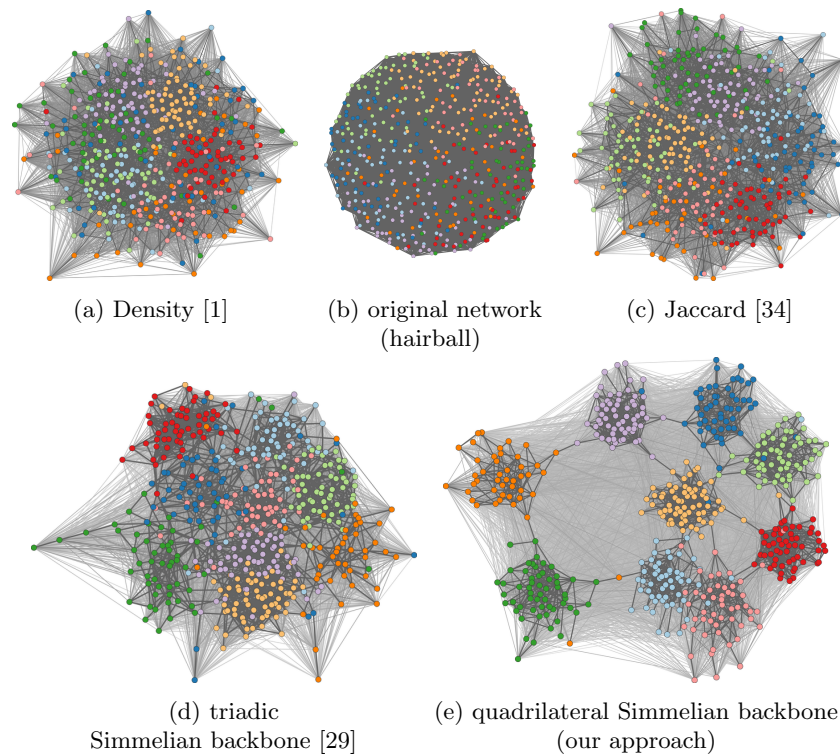 (a) Density [1]
(b) original network
(hairball)
(c) Jaccard [34]
(d) triadic
Simmelian backbone [29]
(e) quadrilateral Simmelian backbone
(our approach)